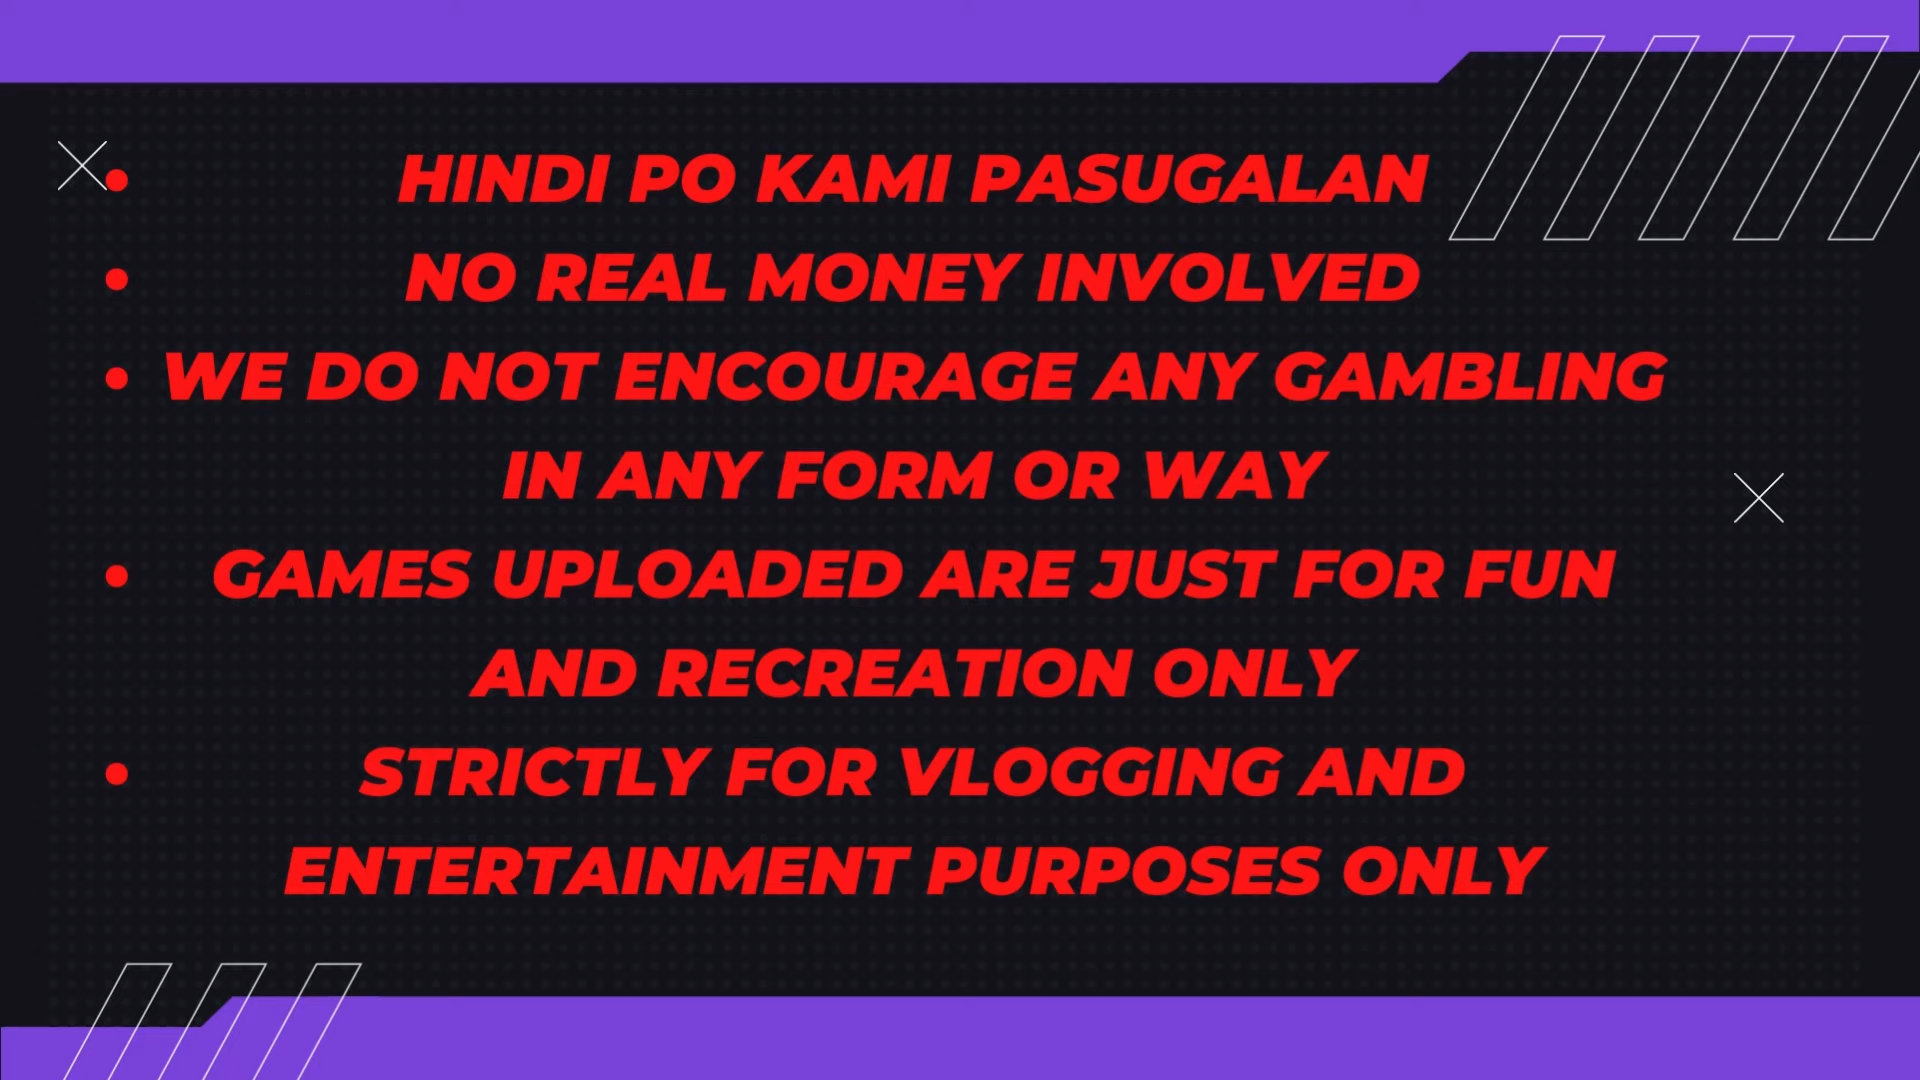 HINDI PO KAMI PASUGALAN
NO REAL MONEY INVOLVED
WE DO NOT ENCOURAGE ANY GAMBLING
IN ANY FORM OR WAY
GAMES UPLOADED ARE JUST FOR FUN
AND RECREATION ONLY
STRICTLY FOR VLOGGING AND
ENTERTAINMENT PURPOSES ONLY